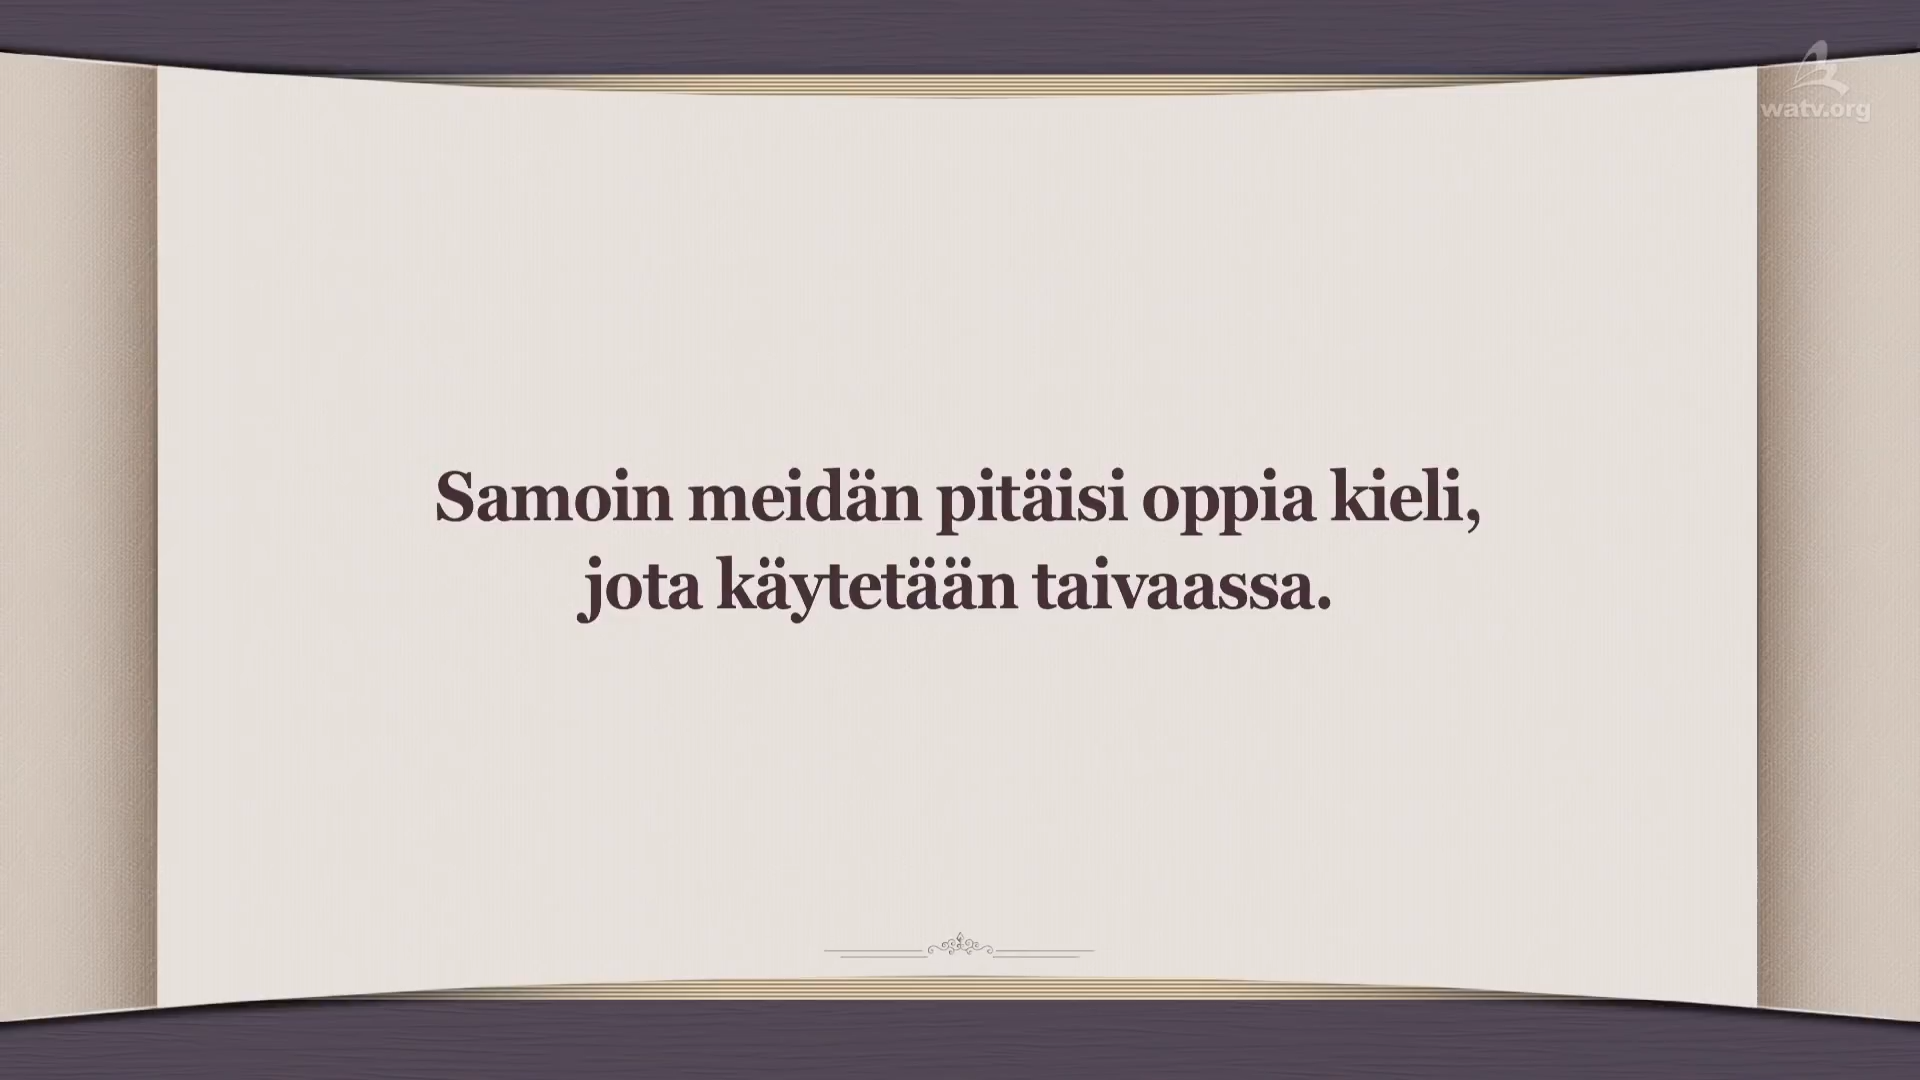 watv.org
Samoin meidän pitäisi oppia kieli,
jota käytetään taivaassa.